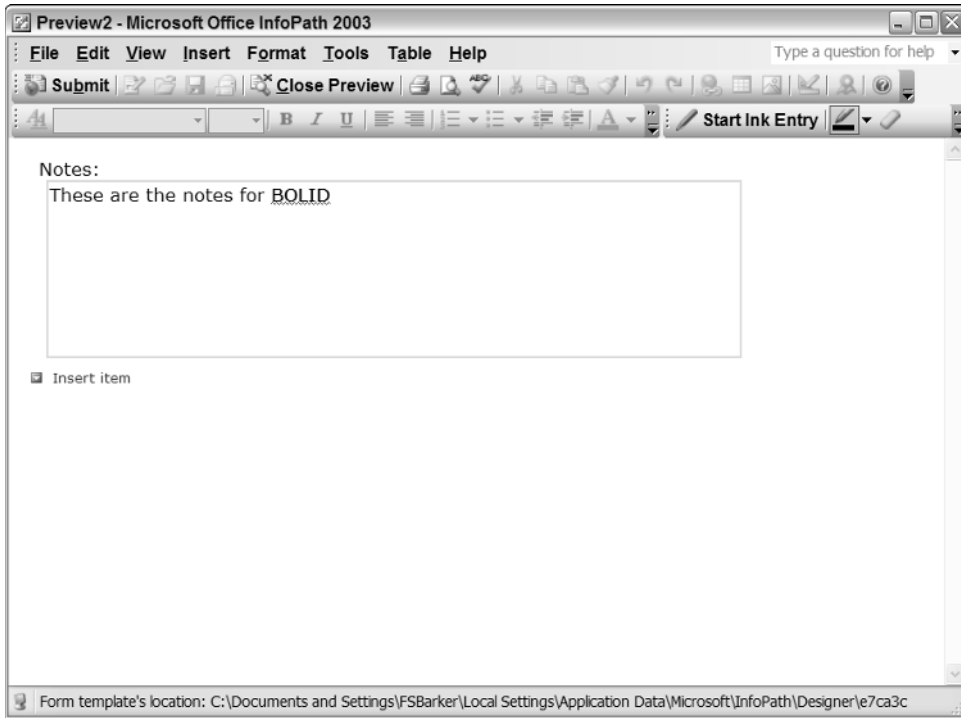 Preview2 - Microsoft Office InfoPath 2003
File Edit View Insert Format Tools Table Help Type a question for help
Submit Close Preview ABC
A B I U A Start Ink Entry
Notes:
These are the notes for BOLID
Insert item
Form template's location: C:\Documents and Settings\FSBarker\Local Settings\Application Data\Microsoft\InfoPath\Designer\e7ca3c